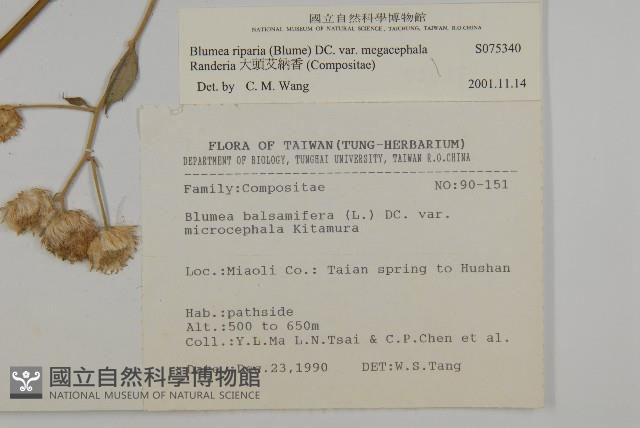 國立自然科學博物館
NATIONAL MUSEUM OF NATURAL SCIENCE, TAICHUNG, TAIWAN, R.O.CHINA
Blumea riparia (Blume) DC. var. megacephala S075340
Randeria 大頭艾納香 (Compositae)
Det. by C. M. Wang 2001.11.14
FLORA OF TAIWAN(TUNG-HERBARIUM)
DEPARTMENT OF BIOLOGY, TUNGHAI UNIVERSITY, TAIWAN R.O.CHINA
Family:Compositae NO:90-151
Blumea balsamifera (L.) DC. var.
microcephala Kitamura
Loc.:Miaoli Co.: Taian spring to Hushan
Hab.:pathside
Alt.:500 to 650m
Coll.:Y.L.Ma L.N.Tsai & C.P.Chen et al.
Date.:Dec.23,1990 DET:W.S.Tang
國立自然科學博物館
NATIONAL MUSEUM OF NATURAL SCIENCE